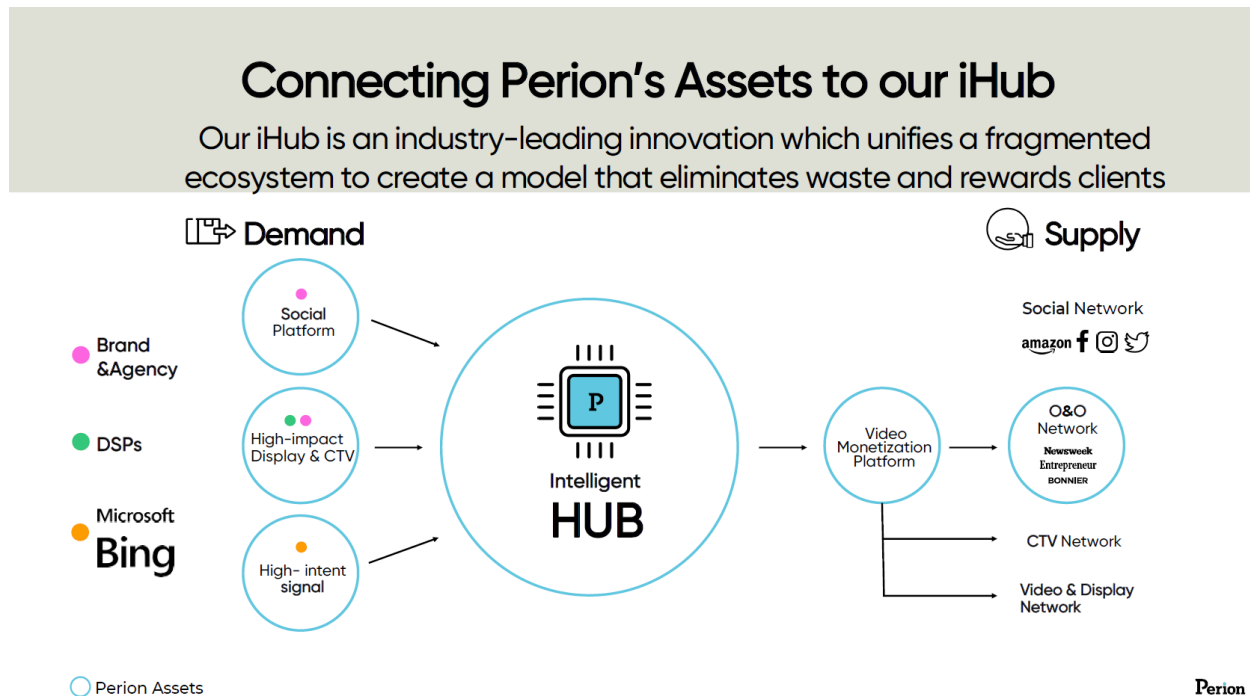 Connecting Perion's Assets to our iHub
Our iHub is an industry-leading innovation which unifies a fragmented
ecosystem to create a model that eliminates waste and rewards clients
Demand
Supply
Brand
&Agency
DSPs
Microsoft
Bing
Social
Platform
High-impact
Display & CTV
High- intent
signal
P
Intelligent
HUB
Video
Monetization
Platform
Social Network
amazon
O&O
Network
Newsweek
Entrepreneur
BONNIER
CTV Network
Video & Display
Network
Perion Assets
Perion